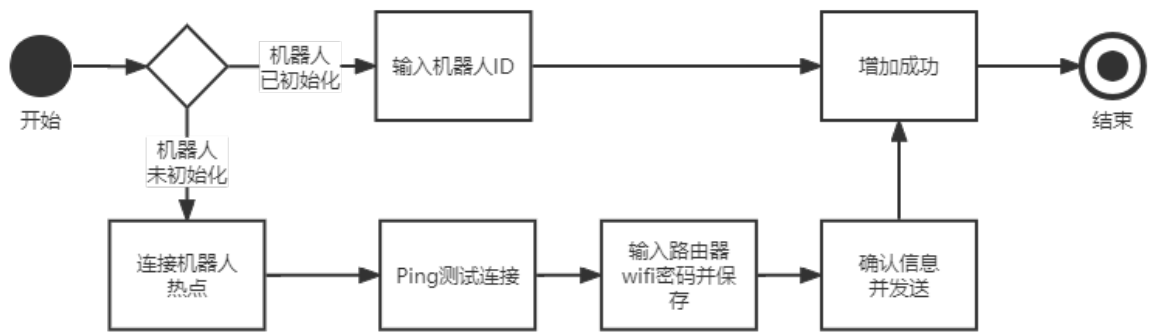 开始
机器人
已初始化
输入机器人ID
增加成功
结束
机器人
未初始化
连接机器人
热点
Ping测试连接
输入路由器
wifi密码并保
存
确认信息
并发送